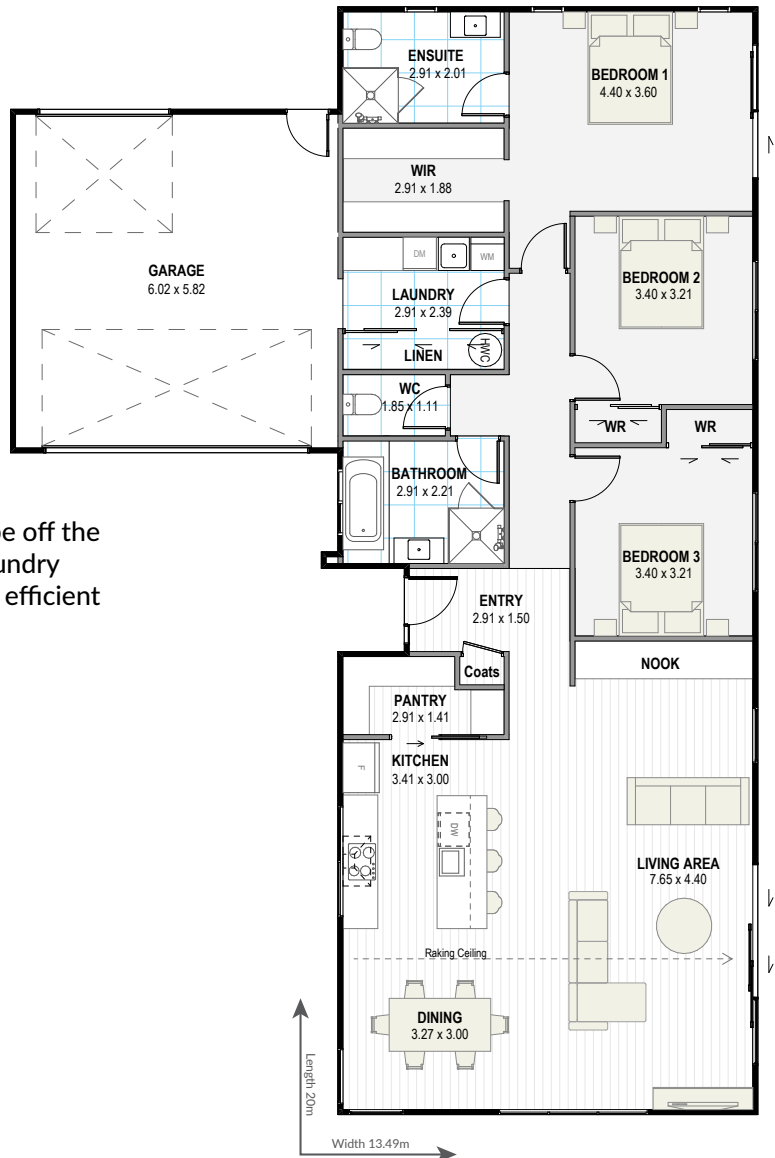 ENSUITE
2.91 x 2.01
BEDROOM 1
4.40 x 3.60
WIR
2.91 x 1.88
GARAGE
6.02 x 5.82
DM
WM
LAUNDRY
2.91 x 2.39
LINEN
HWC
BEDROOM 2
3.40 x 3.21
WC
1.85 x 1.11
WR
WR
BATHROOM
2.91 x 2.21
be off the
undry
efficient
BEDROOM 3
3.40 x 3.21
ENTRY
2.91 x 1.50
Coats
NOOK
PANTRY
2.91 x 1.41
KITCHEN
3.41 x 3.00
F
DW
LIVING AREA
7.65 x 4.40
Raking Ceiling
DINING
3.27 x 3.00
Length 20m
Width 13.49m